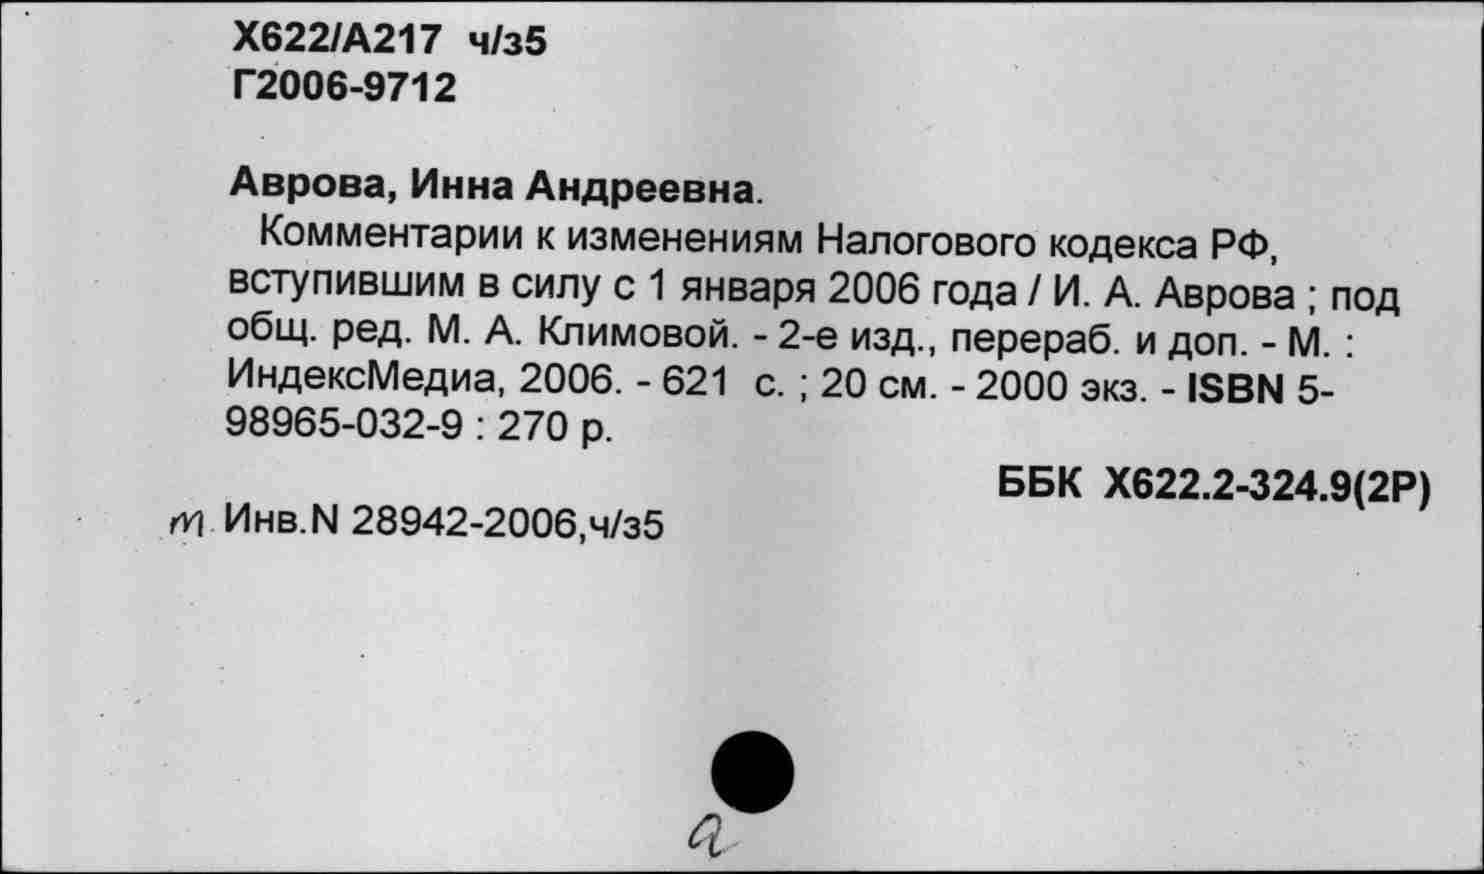 Х622/А217 ч/з5
Г2006-9712
Аврова, Инна Андреевна.
Комментарии к изменениям Налогового кодекса РФ,
вступившим в силу с 1 января 2006 года / И. А. Аврова ; под
общ. ред. М. А. Климовой. - 2-е изд., перераб. и доп. - М. :
ИндексМедиа, 2006. - 621 с. ; 20 см. - 2000 экз. - ISBN 5-
98965-032-9 : 270 р.
ББК Х622.2-324.9(2Р)
Инв.N 28942-2006,ч/з5